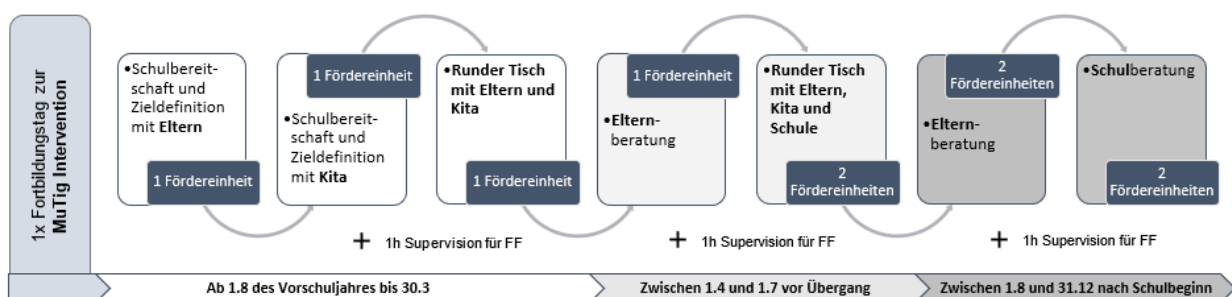 1x Fortbildungstag zur
MuTig Intervention
•Schulbereit-
schaft und
Zieldefinition
mit Eltern
1 Fördereinheit
1 Fördereinheit
•Schulbereit-
schaft und
Zieldefinition
mit Kita
•Runder Tisch
mit Eltern und
Kita
1 Fördereinheit
1 Fördereinheit
•Eltern-
beratung
•Runder Tisch
mit Eltern,
Kita und
Schule
2
Fördereinheiten
2
Fördereinheiten
•Eltern-
beratung
•Schulberatung
2
Fördereinheiten
+ 1h Supervision für FF
+ 1h Supervision für FF
+ 1h Supervision für FF
Ab 1.8 des Vorschuljahres bis 30.3
Zwischen 1.4 und 1.7 vor Übergang
Zwischen 1.8 und 31.12 nach Schulbeginn